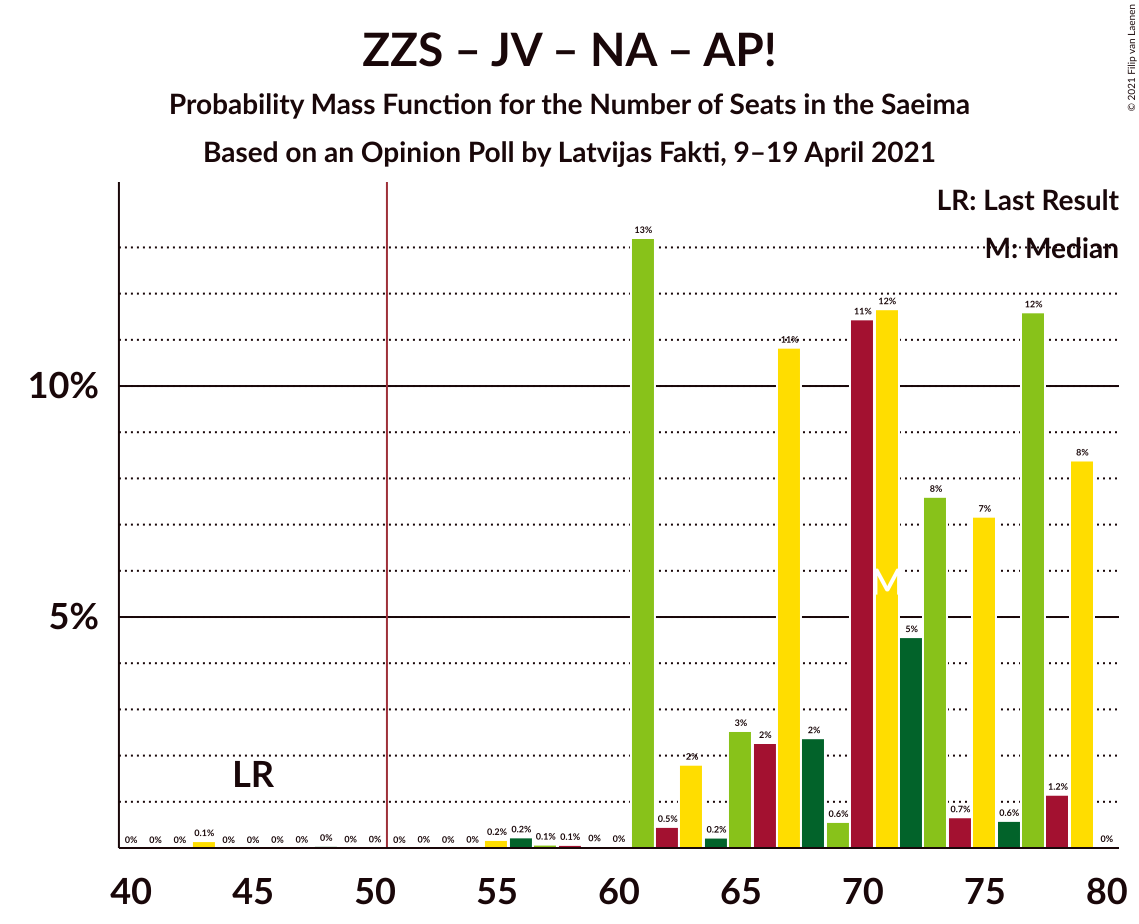 © 2021 Filip van Laenen
ZZS – JV – NA – AP!
Probability Mass Function for the Number of Seats in the Saeima
Based on an Opinion Poll by Latvijas Fakti, 9–19 April 2021
LR: Last Result
M: Median
10%
5%
0% 0% 0% 0.1% 0% 0% 0% 0% 0% 0% 0% 0% 0% 0% 0% 0.2% 0.2% 0.1% 0.1% 0% 0% 13% 0.5% 2% 0.2% 3% 2% 11% 2% 0.6% 11% 12% 5% 8% 0.7% 7% 0.6% 12% 1.2% 8% 0%
LR
M
40 45 50 55 60 65 70 75 80